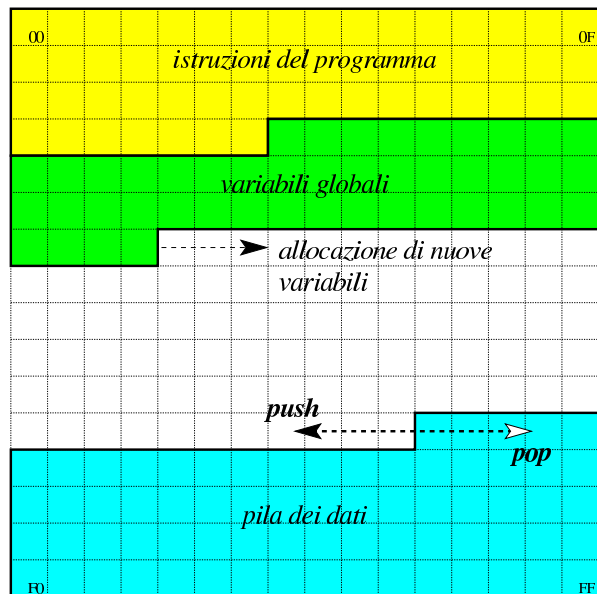 00
0F
istruzioni del programma
variabili globali
allocazione di nuove
variabili
push
pop
pila dei dati
F0
FF